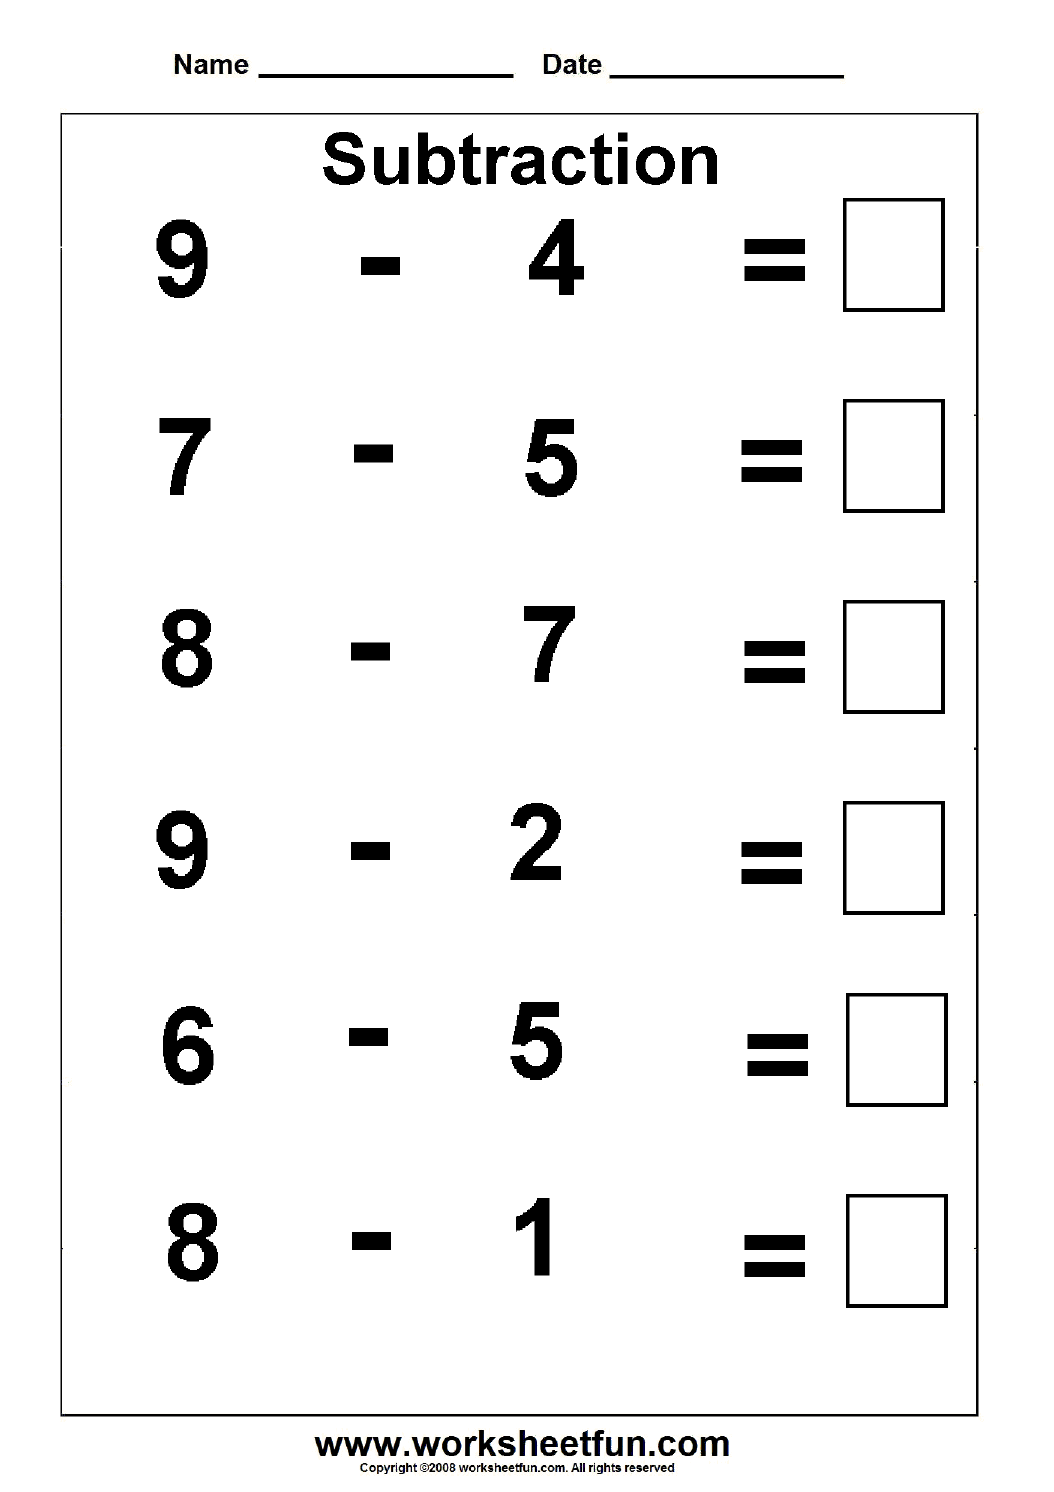 Name Date
Subtraction
9 - 4 =
7 - 5 =
8 - 7 =
9 - 2 =
6 - 5 =
8 - 1 =
www.worksheetfun.com
Copyright ©2008 worksheetfun.com. All rights reserved